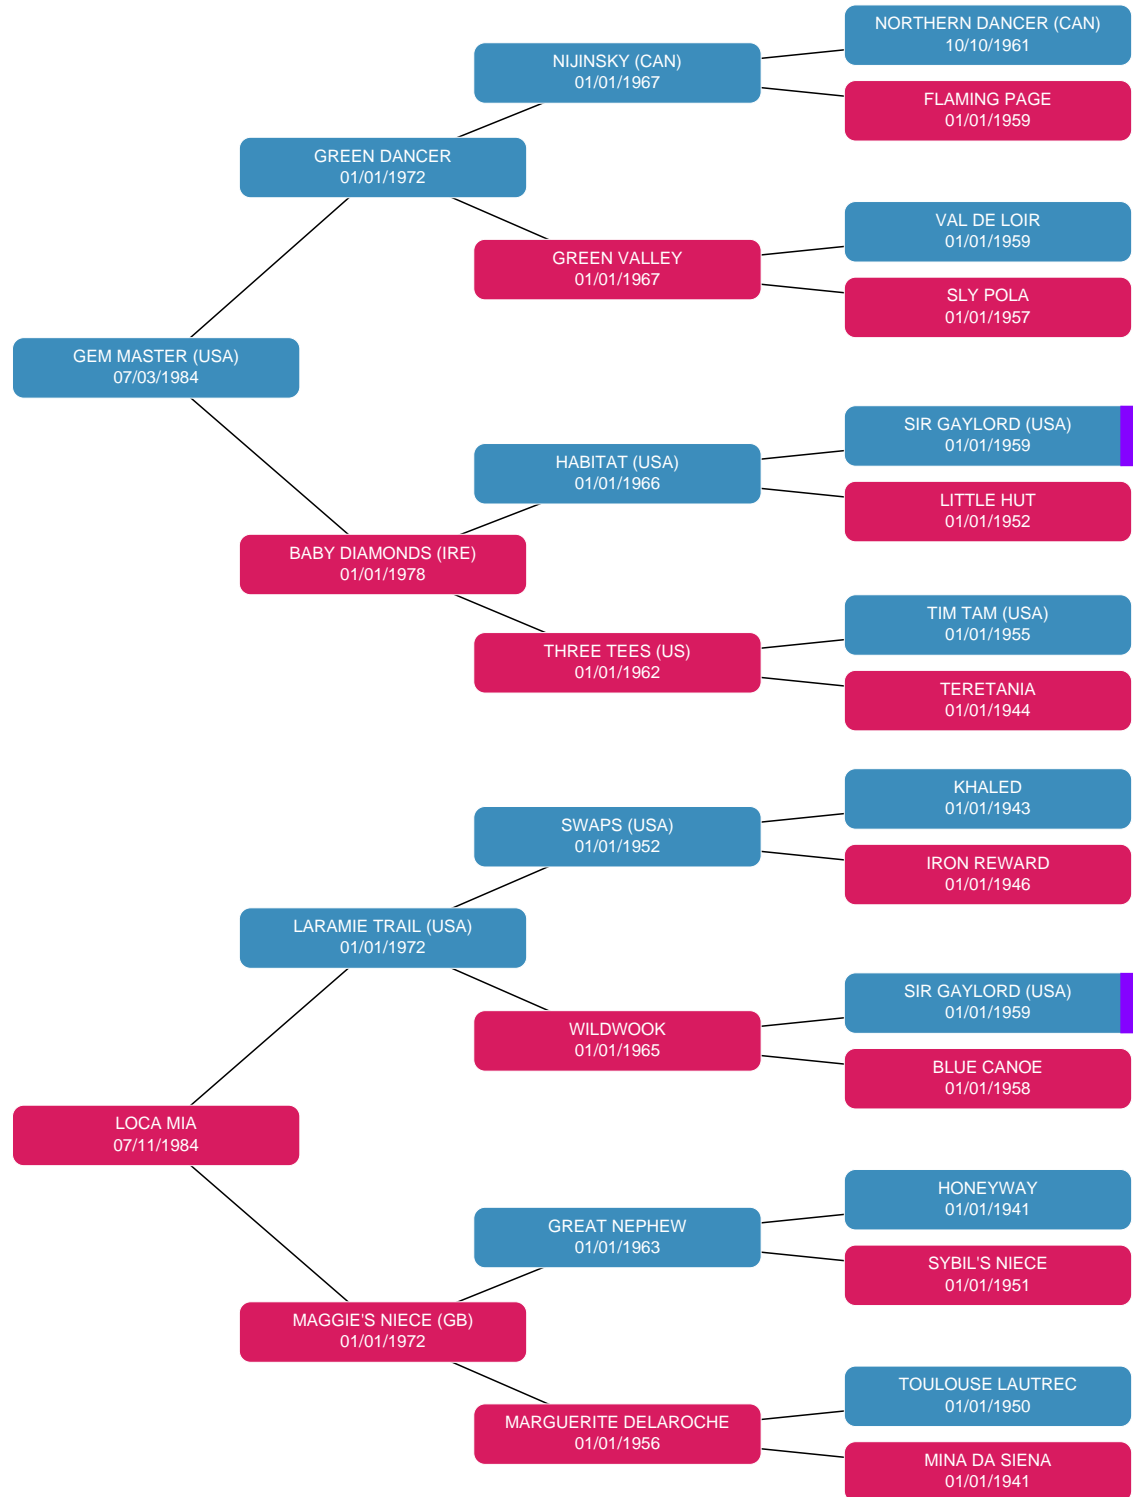 NORTHERN DANCER (CAN)
10/10/1961
NIJINSKY (CAN)
01/01/1967
FLAMING PAGE
01/01/1959
GREEN DANCER
01/01/1972
VAL DE LOIR
01/01/1959
GREEN VALLEY
01/01/1967
SLY POLA
01/01/1957
GEM MASTER (USA)
07/03/1984
SIR GAYLORD (USA)
01/01/1959
HABITAT (USA)
01/01/1966
LITTLE HUT
01/01/1952
BABY DIAMONDS (IRE)
01/01/1978
TIM TAM (USA)
01/01/1955
THREE TEES (US)
01/01/1962
TERETANIA
01/01/1944
KHALED
01/01/1943
SWAPS (USA)
01/01/1952
IRON REWARD
01/01/1946
LARAMIE TRAIL (USA)
01/01/1972
SIR GAYLORD (USA)
01/01/1959
WILDWOOK
01/01/1965
BLUE CANOE
01/01/1958
LOCA MIA
07/11/1984
HONEYWAY
01/01/1941
GREAT NEPHEW
01/01/1963
SYBIL'S NIECE
01/01/1951
MAGGIE'S NIECE (GB)
01/01/1972
TOULOUSE LAUTREC
01/01/1950
MARGUERITE DELAROCHE
01/01/1956
MINA DA SIENA
01/01/1941